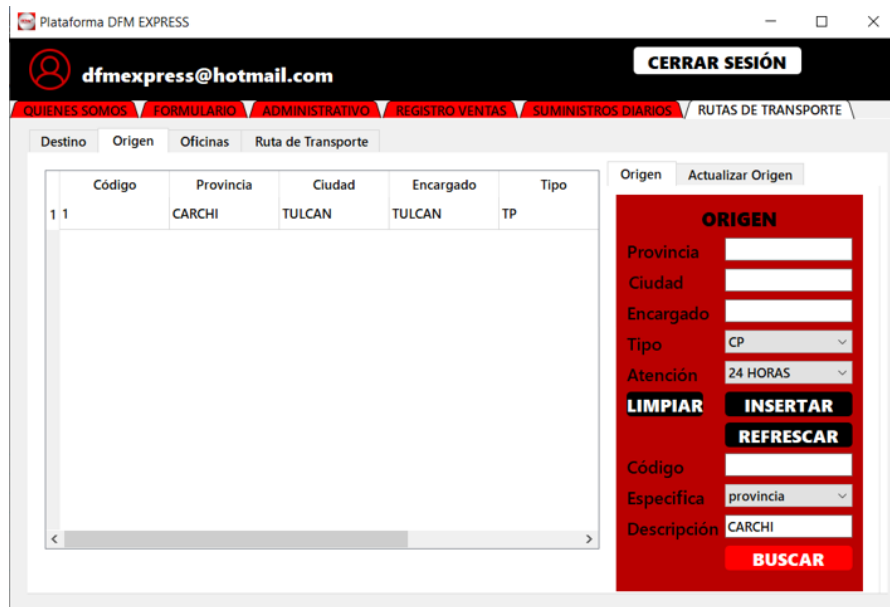 Plataforma DFM EXPRESS
dfmexpress@hotmail.com
CERRAR SESIÓN
QUIENES SOMOS FORMULARIO ADMINISTRATIVO REGISTRO VENTAS SUMINISTROS DIARIOS RUTAS DE TRANSPORTE
Destino Origen Oficinas Ruta de Transporte
Código Provincia Ciudad Encargado Tipo
1 1 CARCHI TULCAN TULCAN TP
Origen Actualizar Origen
ORIGEN
Provincia
Ciudad
Encargado
Tipo CP
Atención 24 HORAS
LIMPIAR INSERTAR
REFRESCAR
Código
Especifica provincia
Descripción CARCHI
BUSCAR